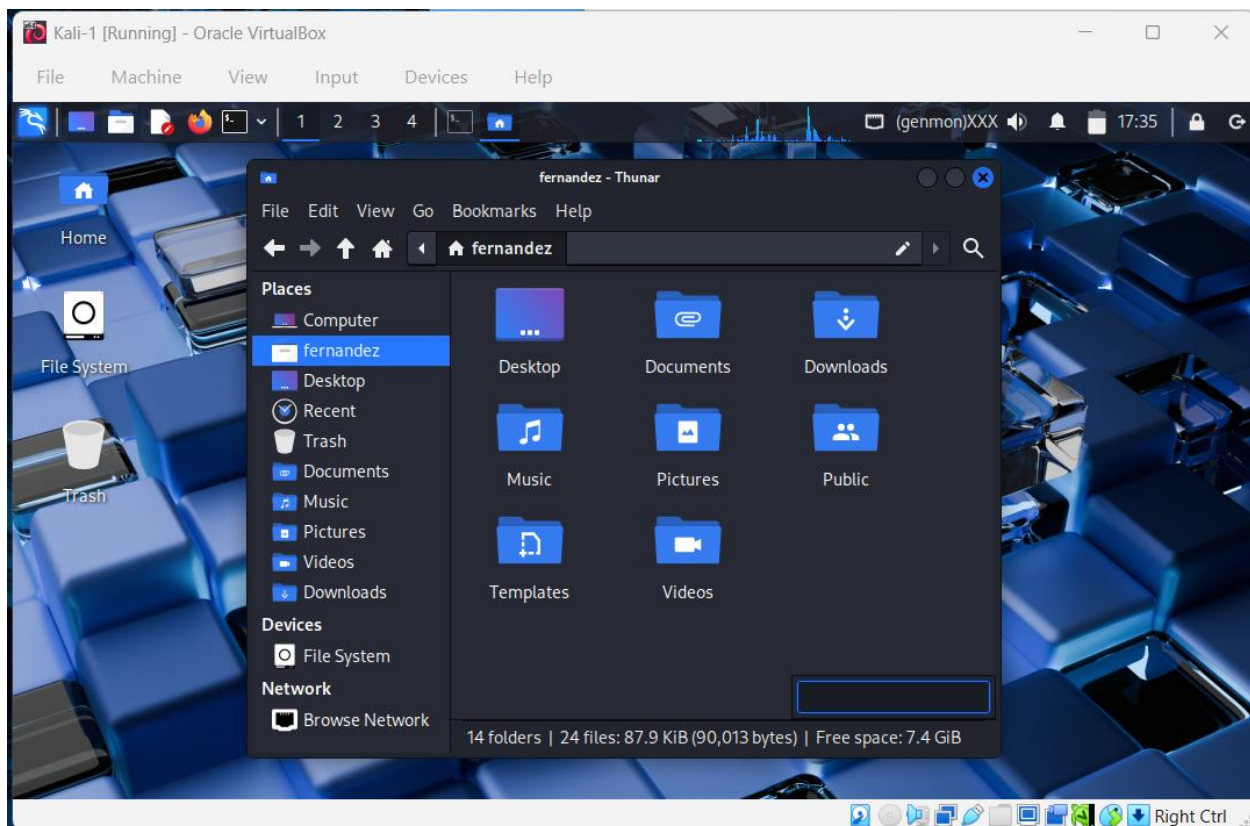 Kali-1 [Running] - Oracle VirtualBox
File Machine View Input Devices Help
1 2 3 4 (genmon)XXX 17:35
fernandez - Thunar
File Edit View Go Bookmarks Help
fernandez
Home
File System
Trash
Places
Computer
fernandez
Desktop
Recent
Trash
Documents
Music
Pictures
Videos
Downloads
Devices
File System
Network
Browse Network
Desktop Documents Downloads
Music Pictures Public
Templates Videos
14 folders | 24 files: 87.9 KiB (90,013 bytes) | Free space: 7.4 GiB
Right Ctrl